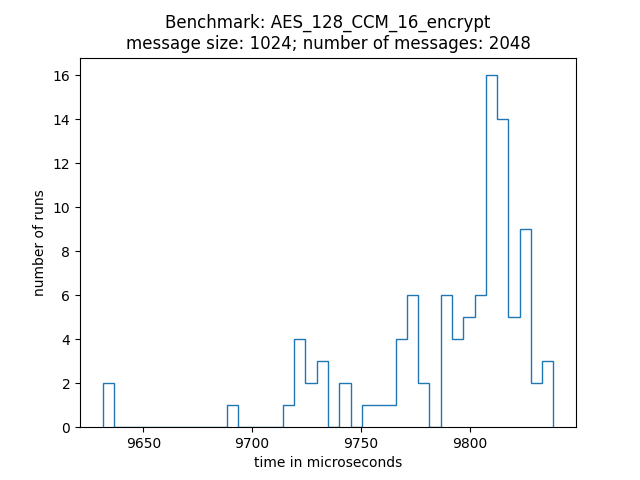 Benchmark: AES_128_CCM_16_encrypt
message size: 1024; number of messages: 2048
16
14
12
10
8
6
4
2
0
number of runs
9650 9700 9750 9800
time in microseconds